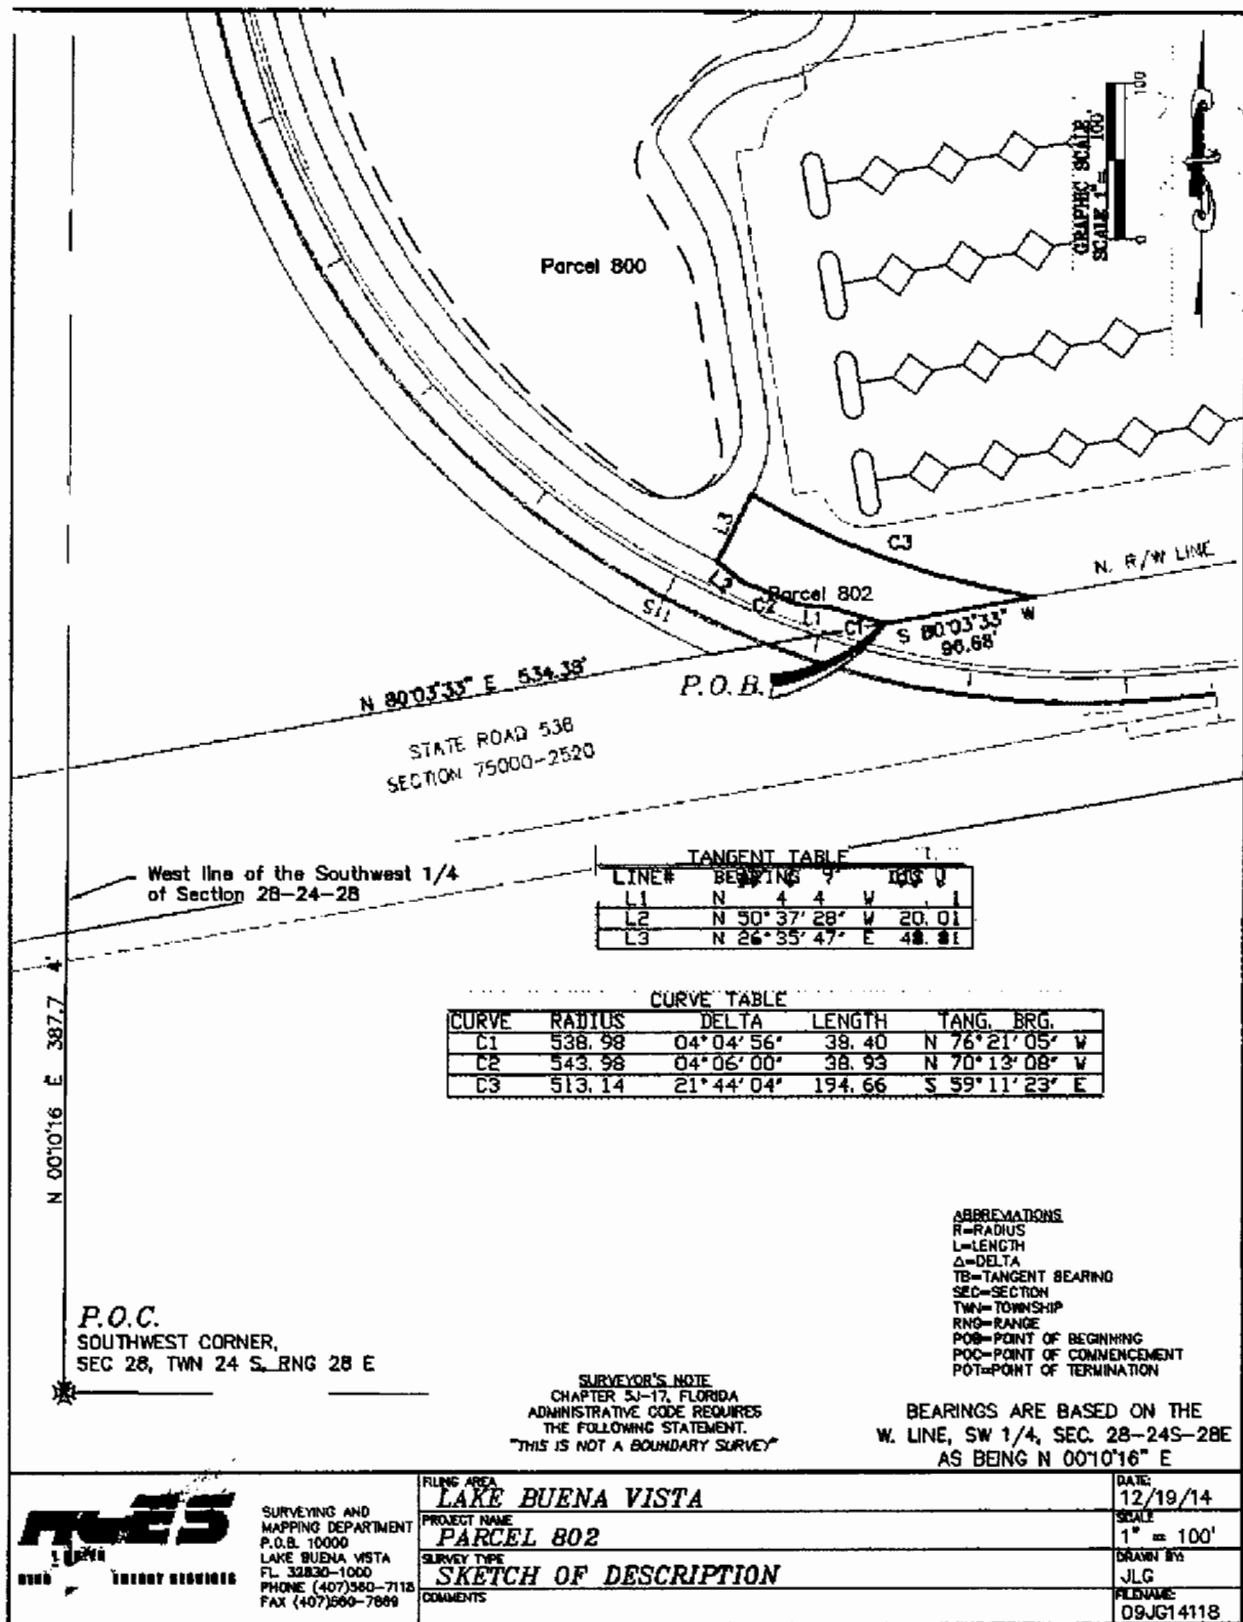 Parcel 800
GRAPHIC SCALE
SCALE 1" = 100'
0
100
L3
C3
N. R/W LINE
L2
Parcel 802
C2
L1
C1
S11
S 80°03'33" W
96.68'
P.O.B.
N 80°03'33" E 534.38'
STATE ROAD 536
SECTION 75000-2520
West line of the Southwest 1/4
of Section 28-24-28
N 00°10'16 E 387.7 4'
TANGENT TABLE
LINE# BEARING
L1 N 4 4 W 1
L2 N 50°37'28" W 20.01
L3 N 26°35'47" E
CURVE TABLE
CURVE RADIUS DELTA LENGTH TANG. BRG.
C1 538.98 04°04'56" 38.40 N 76°21'05" W
C2 543.98 04°06'00" 38.93 N 70°13'08" W
C3 513.14 21°44'04" 194.66 S 59°11'23" E
ABBREVIATIONS
R=RADIUS
L=LENGTH
Δ=DELTA
TB=TANGENT BEARING
SEC=SECTION
TWN=TOWNSHIP
RNG=RANGE
POB=POINT OF BEGINNING
POC=POINT OF COMMENCEMENT
POT=POINT OF TERMINATION
P.O.C.
SOUTHWEST CORNER,
SEC 28, TWN 24 S, RNG 28 E
SURVEYOR'S NOTE
CHAPTER 5J-17, FLORIDA
ADMINISTRATIVE CODE REQUIRES
THE FOLLOWING STATEMENT.
"THIS IS NOT A BOUNDARY SURVEY"
BEARINGS ARE BASED ON THE
W. LINE, SW 1/4, SEC. 28-24S-28E
AS BEING N 00°10'16" E
ENERGY SERVICES
SURVEYING AND
MAPPING DEPARTMENT
P.O.B. 10000
LAKE BUENA VISTA
FL. 32830-1000
PHONE (407)560-7118
FAX (407)560-7889
FILING AREA
LAKE BUENA VISTA
PROJECT NAME
PARCEL 802
SURVEY TYPE
SKETCH OF DESCRIPTION
COMMENTS
DATE:
12/19/14
SCALE
1" = 100'
DRAWN BY:
JLG
FILENAME:
09JG14118